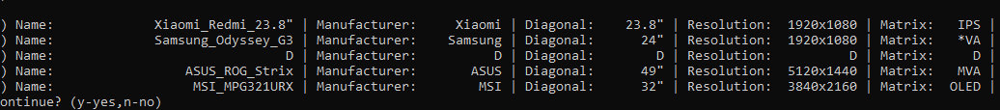 ) Name: Xiaomi_Redmi_23.8" | Manufacturer: Xiaomi | Diagonal: 23.8" | Resolution: 1920x1080 | Matrix: IPS |
) Name: Samsung_Odyssey_G3 | Manufacturer: Samsung | Diagonal: 24" | Resolution: 1920x1080 | Matrix: *VA |
) Name: D | Manufacturer: D | Diagonal: D | Resolution: D | Matrix: D |
) Name: ASUS_ROG_Strix | Manufacturer: ASUS | Diagonal: 49" | Resolution: 5120x1440 | Matrix: MVA |
) Name: MSI_MPG321URX | Manufacturer: MSI | Diagonal: 32" | Resolution: 3840x2160 | Matrix: OLED |
ontinue? (y-yes,n-no)